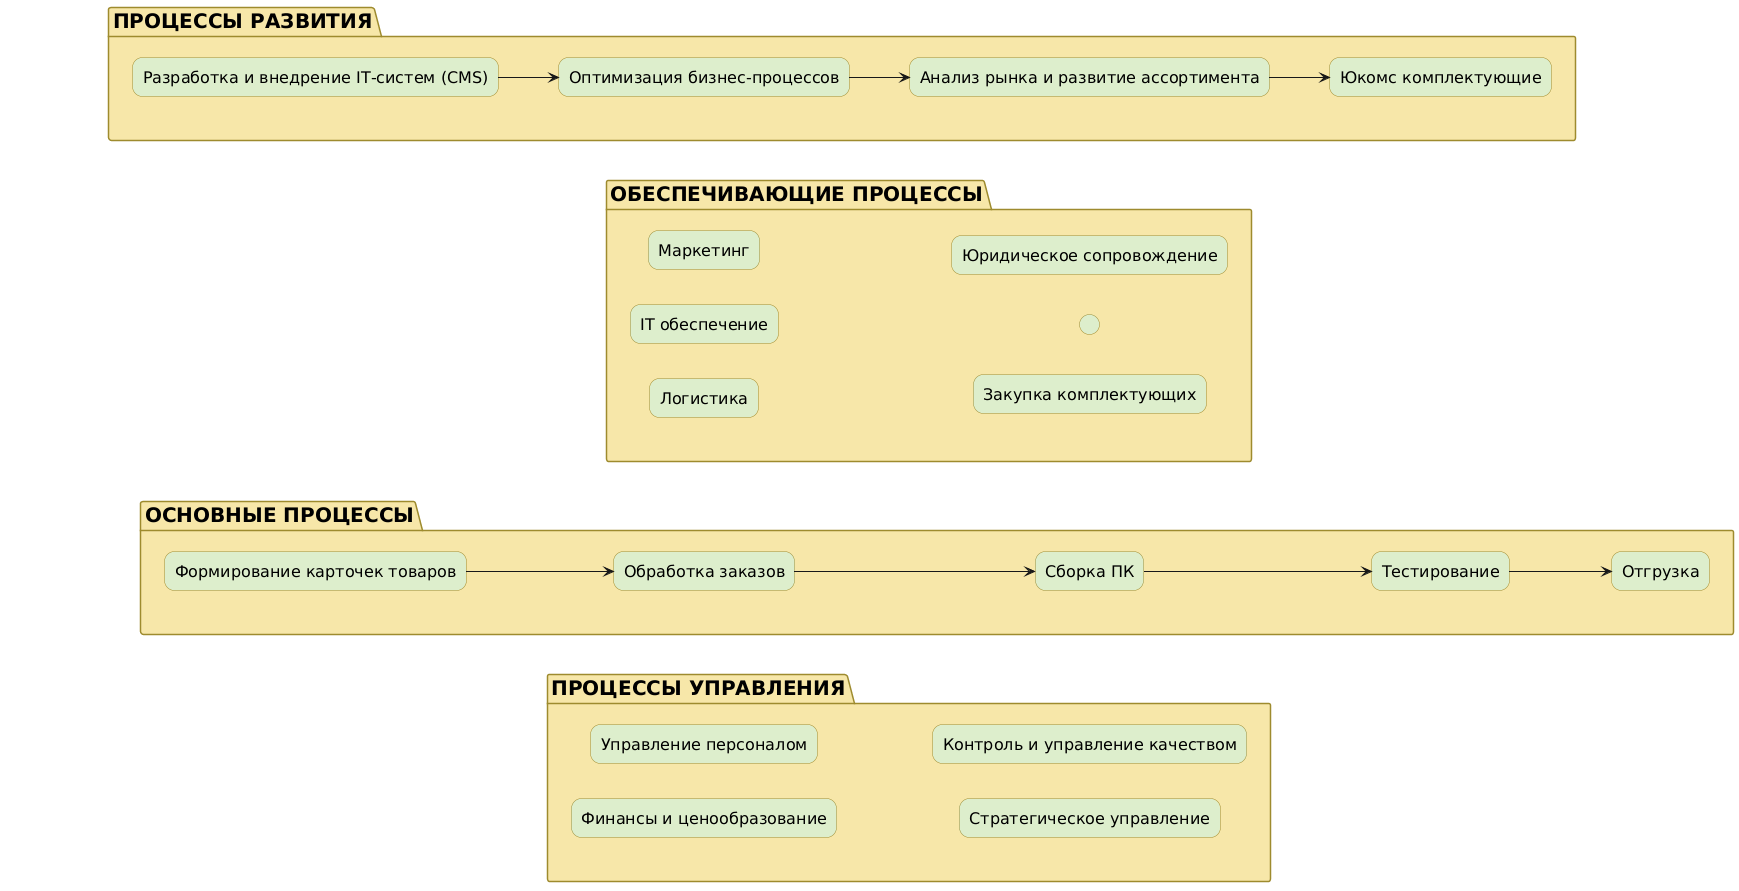 ПРОЦЕССЫ РАЗВИТИЯ
Разработка и внедрение IT-систем (CMS)
Оптимизация бизнес-процессов
Анализ рынка и развитие ассортимента
Юкомс комплектующие
ОБЕСПЕЧИВАЮЩИЕ ПРОЦЕССЫ
Маркетинг
Юридическое сопровождение
IT обеспечение
Логистика
Закупка комплектующих
ОСНОВНЫЕ ПРОЦЕССЫ
Формирование карточек товаров
Обработка заказов
Сборка ПК
Тестирование
Отгрузка
ПРОЦЕССЫ УПРАВЛЕНИЯ
Управление персоналом
Контроль и управление качеством
Финансы и ценообразование
Стратегическое управление